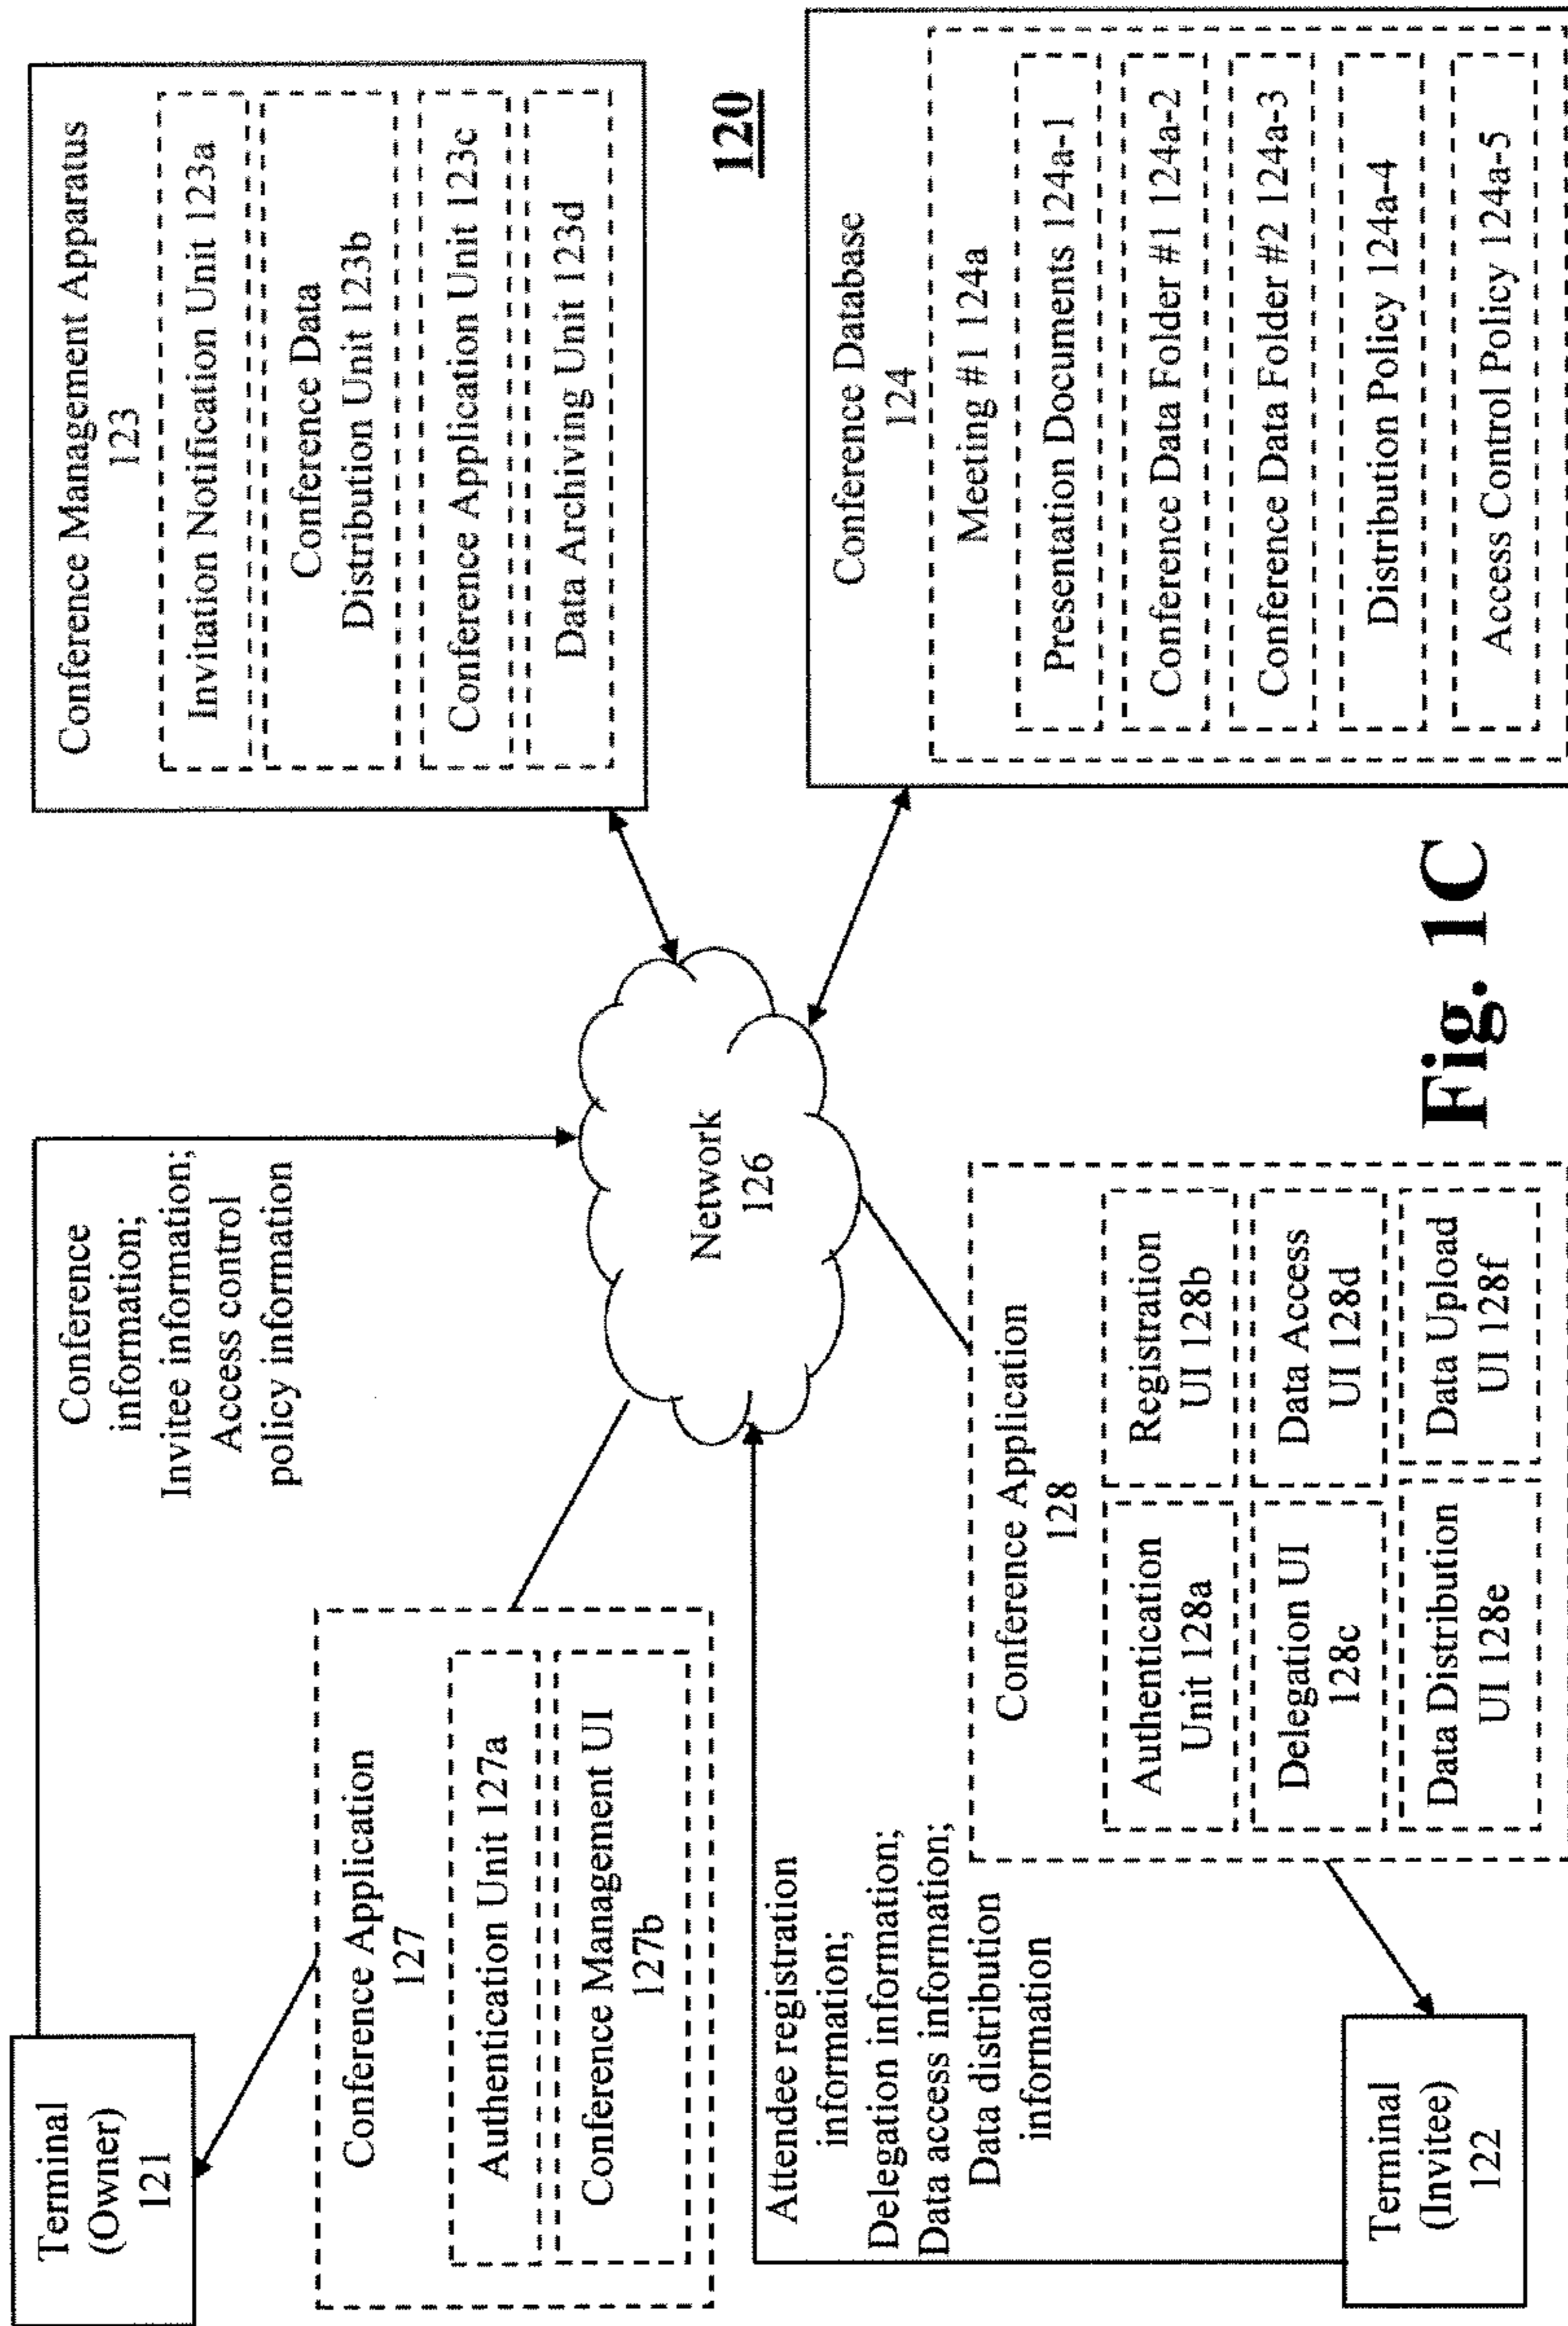 Terminal
(Owner)
121
Conference
information;
Invitee information;
Access control
policy information
Conference Management Apparatus
123
Invitation Notification Unit 123a
Conference Data
Distribution Unit 123b
Conference Application Unit 123c
Data Archiving Unit 123d
Conference Application
127
Authentication Unit 127a
Conference Management UI
127b
Network
126
120
Attendee registration
information;
Delegation information;
Data access information;
Data distribution
information
Conference Database
124
Meeting #1 124a
Presentation Documents 124a-1
Conference Data Folder #1 124a-2
Conference Data Folder #2 124a-3
Distribution Policy 124a-4
Access Control Policy 124a-5
Conference Application
128
Authentication
Unit 128a
Registration
UI 128b
Delegation UI
128c
Data Access
UI 128d
Data Distribution
UI 128e
Data Upload
UI 128f
Terminal
(Invitee)
122
Fig. 1C